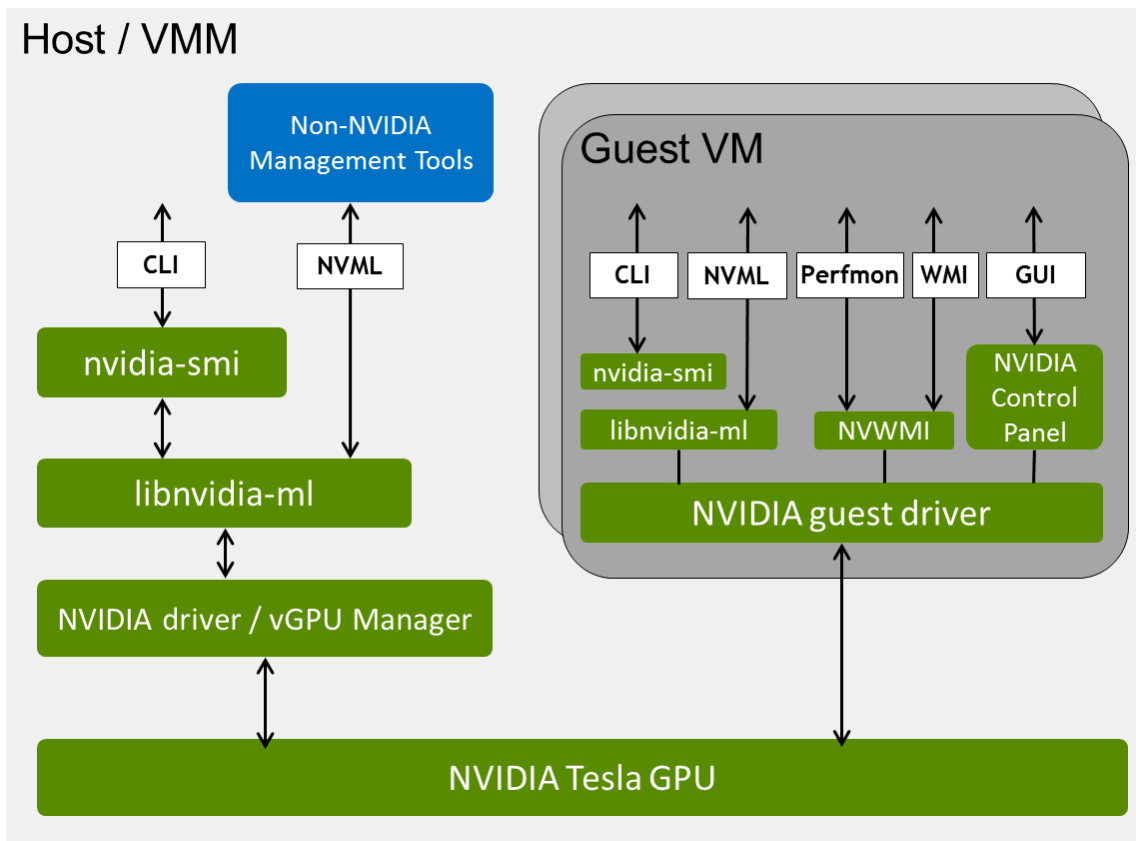 Host / VMM
Non-NVIDIA
Management Tools
CLI
NVML
nvidia-smi
libnvidia-ml
NVIDIA driver / vGPU Manager
Guest VM
CLI
NVML
Perfmon
WMI
GUI
nvidia-smi
libnvidia-ml
NVWMI
NVIDIA
Control
Panel
NVIDIA guest driver
NVIDIA Tesla GPU